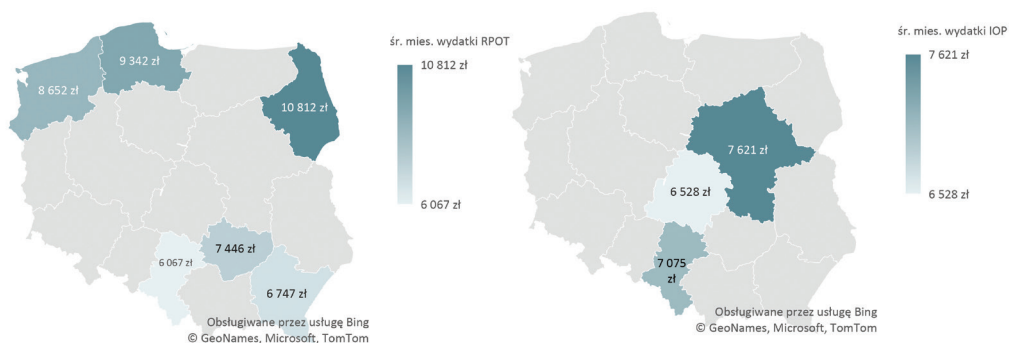 śr. mies. wydatki RPOT
10 812 zł
6 067 zł
9 342 zł
8 652 zł
10 812 zł
7 446 zł
6 067 zł
6 747 zł
Obsługiwane przez usługę Bing
© GeoNames, Microsoft, TomTom
śr. mies. wydatki IOP
7 621 zł
6 528 zł
7 621 zł
6 528 zł
7 075
zł
Obsługiwane przez usługę Bing
© GeoNames, Microsoft, TomTom